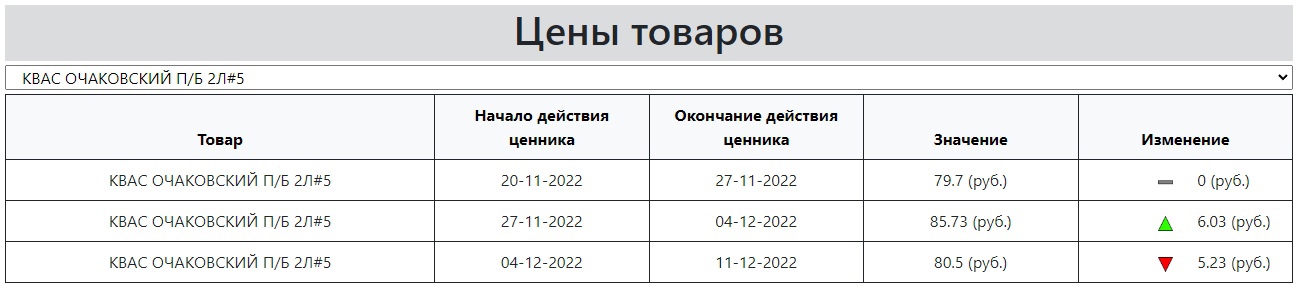 Цены товаров
КВАС ОЧАКОВСКИЙ П/Б 2Л#5
Товар Начало действия ценника Окончание действия ценника Значение Изменение
КВАС ОЧАКОВСКИЙ П/Б 2Л#5 20-11-2022 27-11-2022 79.7 (руб.) 0 (руб.)
КВАС ОЧАКОВСКИЙ П/Б 2Л#5 27-11-2022 04-12-2022 85.73 (руб.) 6.03 (руб.)
КВАС ОЧАКОВСКИЙ П/Б 2Л#5 04-12-2022 11-12-2022 80.5 (руб.) 5.23 (руб.)